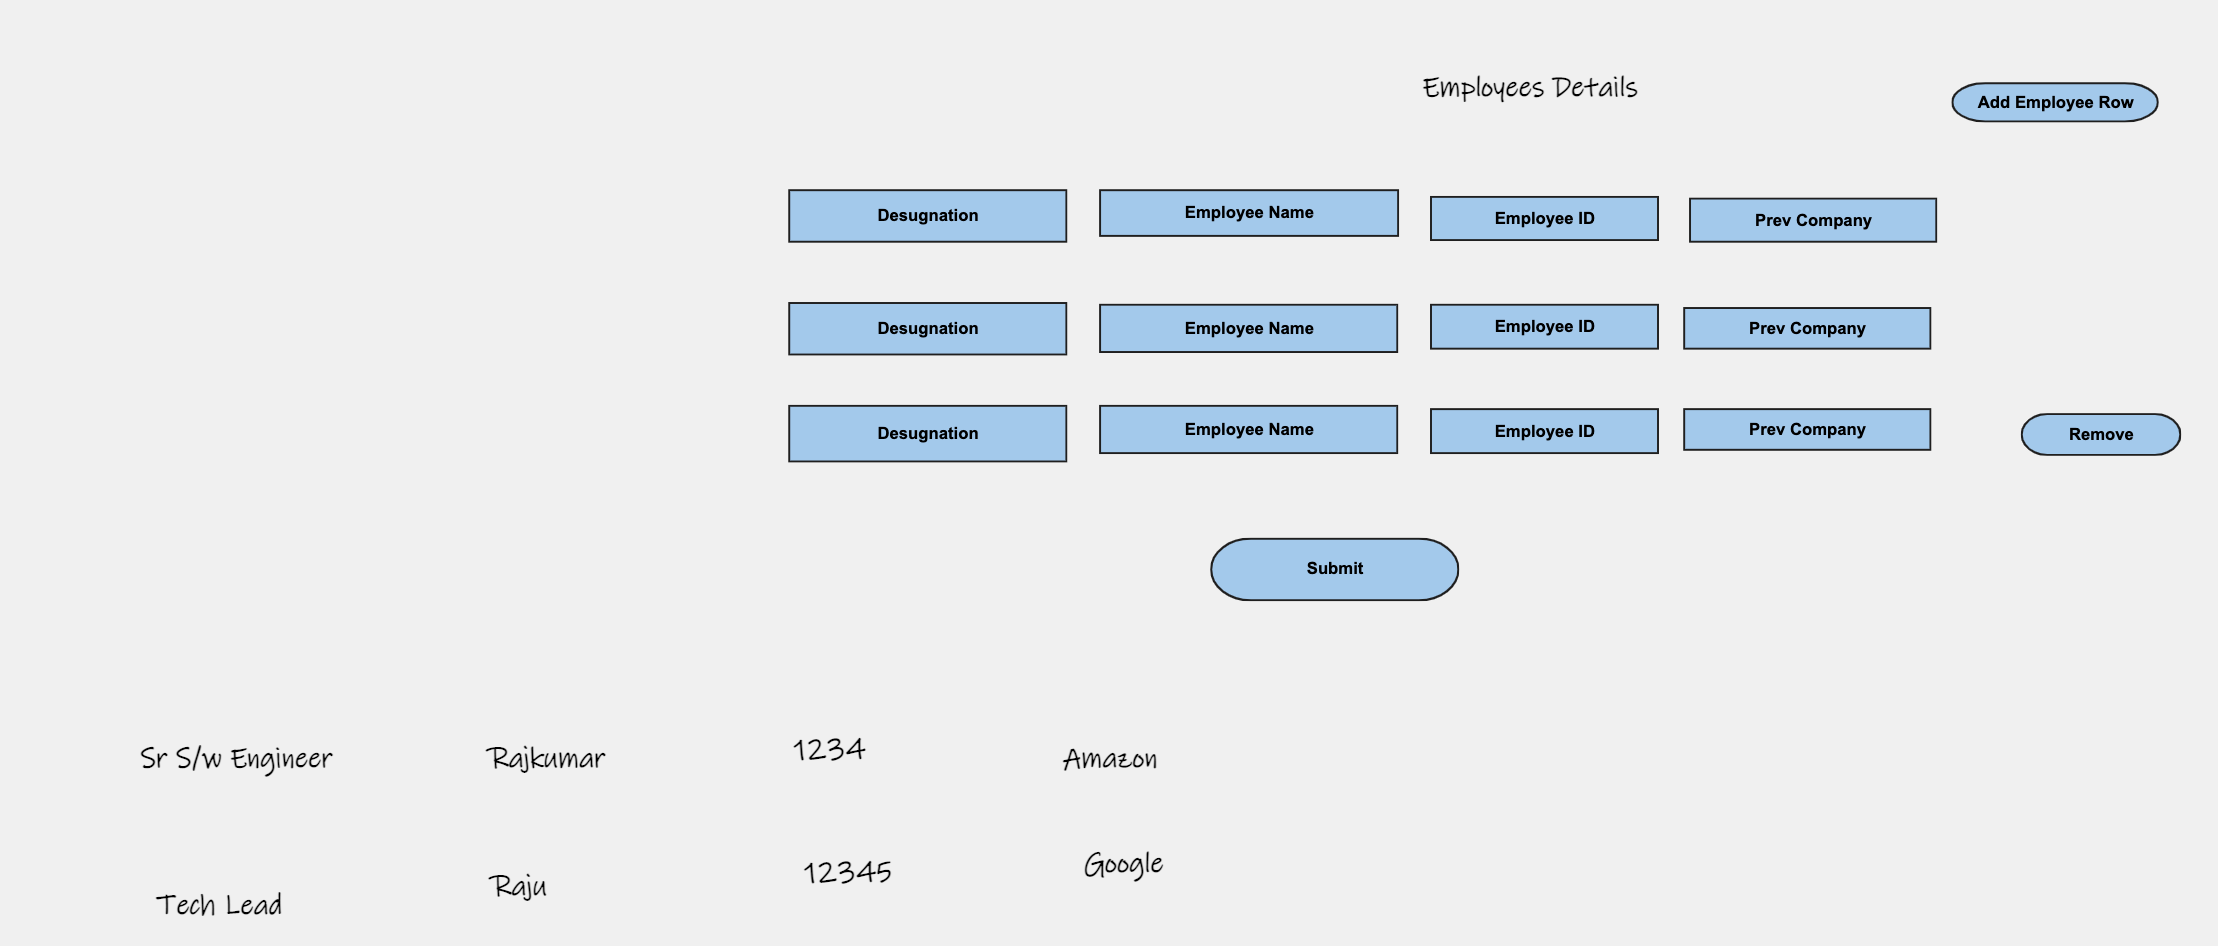 Employees Details
Add Employee Row
Desugnation Employee Name Employee ID Prev Company
Desugnation Employee Name Employee ID Prev Company
Desugnation Employee Name Employee ID Prev Company Remove
Submit
Sr S/w Engineer Rajkumar 1234 Amazon
Tech Lead Raju 12345 Google